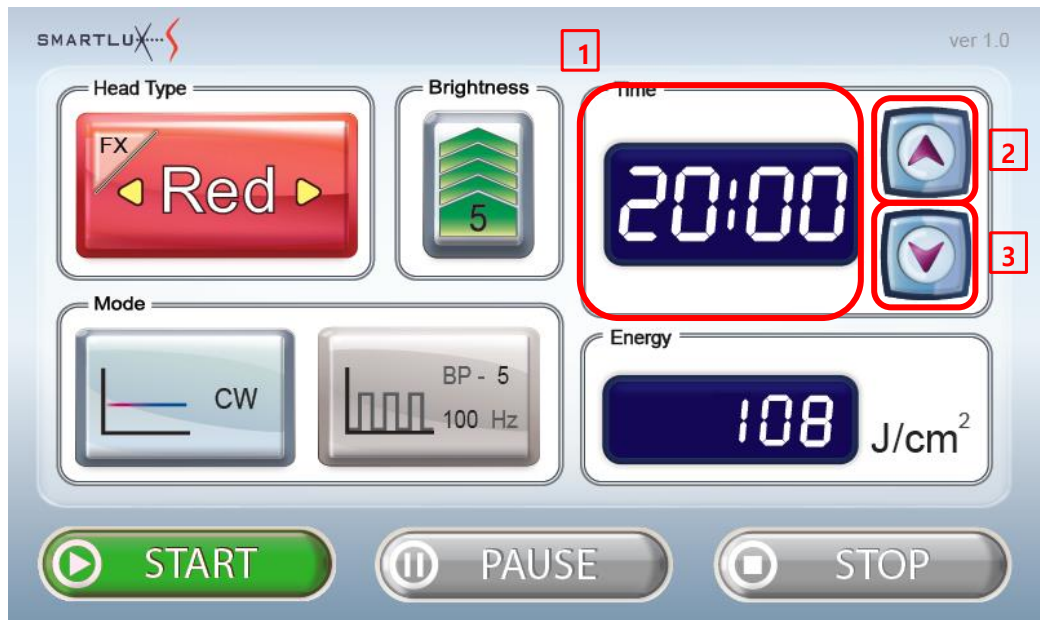 SMARTLUX
ver 1.0
1
Head Type
FX
Red
Brightness
5
Time
20:00
2
3
Mode
CW
BP - 5
100 Hz
Energy
108
J/cm²
START
PAUSE
STOP